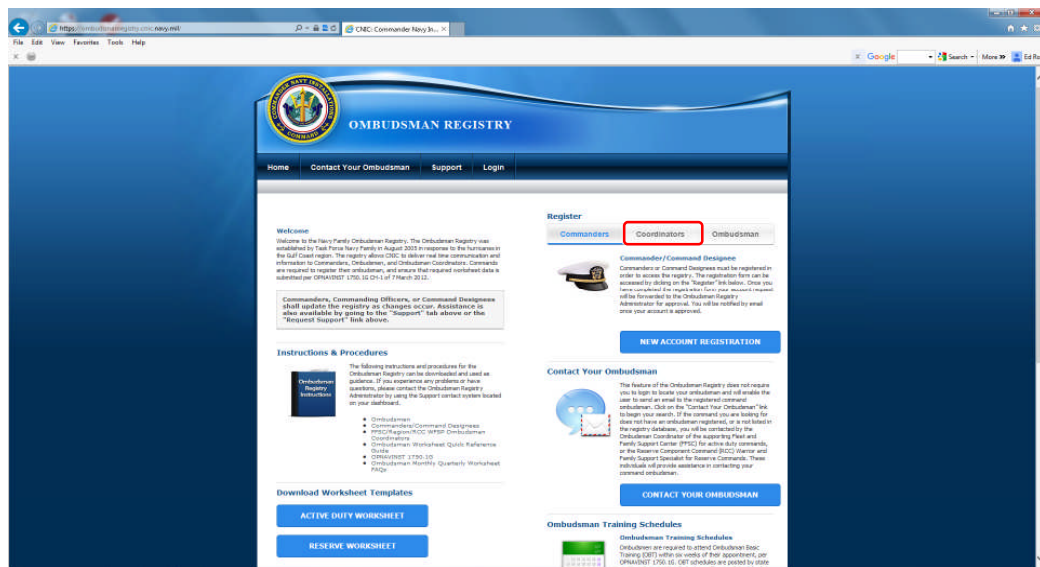 https://ombudsmanregistry.cnic.navy.mil/
CNIC: Commander Navy In...
File Edit View Favorites Tools Help
Google
Search
More
Ed Ro
COMMANDER NAVY INSTALLATIONS COMMAND
OMBUDSMAN REGISTRY
Home Contact Your Ombudsman Support Login
Welcome
Welcome to the Navy Family Ombudsman Registry. The Ombudsman Registry was
established by Task Force Navy Family in August 2005 in response to the hurricanes in
the Gulf Coast region. The registry allows CNIC to deliver real time communication and
information to Commanders, Ombudsmen, and Ombudsman Coordinators. Commands
are required to register their ombudsman, and ensure that required worksheet data is
submitted per OPNAVINST 1750.1G CH-1 of 7 March 2012.
Commanders, Commanding Officers, or Command Designees
shall update the registry as changes occur. Assistance is
also available by going to the "Support" tab above or the
"Request Support" link above.
Instructions & Procedures
Ombudsman
Registry
Instructions
The following instructions and procedures for the
Ombudsman Registry can be downloaded and used as
guidance. If you experience any problems or have
questions, please contact the Ombudsman Registry
Administrator by using the Support contact system located
on your dashboard.
Ombudsmen
Commanders/Command Designees
FFSC/Region/RCC WFSP Ombudsman
Coordinators
Ombudsman Worksheet Quick Reference
Guide
OPNAVINST 1750.1G
Ombudsman Monthly Quarterly Worksheet
FAQs
Download Worksheet Templates
ACTIVE DUTY WORKSHEET
RESERVE WORKSHEET
Register
Commanders Coordinators Ombudsman
Commander/Command Designee
Commanders or Command Designees must be registered in
order to access the registry. The registration form can be
accessed by clicking on the "Register" link below. Once you
have completed the registration form your account request
will be forwarded to the Ombudsman Registry
Administrator for approval. You will be notified by email
once your account is approved.
NEW ACCOUNT REGISTRATION
Contact Your Ombudsman
The feature of the Ombudsman Registry does not require
you to login to locate your ombudsman and will enable the
user to send an email to the registered command
ombudsman. Click on the "Contact Your Ombudsman" link
to begin your search. If the command you are looking for
does not have an ombudsman registered, or is not listed in
the registry database, you will be contacted by the
Ombudsman Coordinator of the supporting Fleet and
Family Support Center (FFSC) for active duty commands,
or the Reserve Component Command (RCC) Warrior and
Family Support Specialist for Reserve Commands. These
individuals will provide assistance in contacting your
command ombudsman.
CONTACT YOUR OMBUDSMAN
Ombudsman Training Schedules
Ombudsman Training Schedules
Ombudsmen are required to attend Ombudsman Basic
Training (OBT) within six weeks of their appointment, per
OPNAVINST 1750.1G. OBT schedules are posted by state